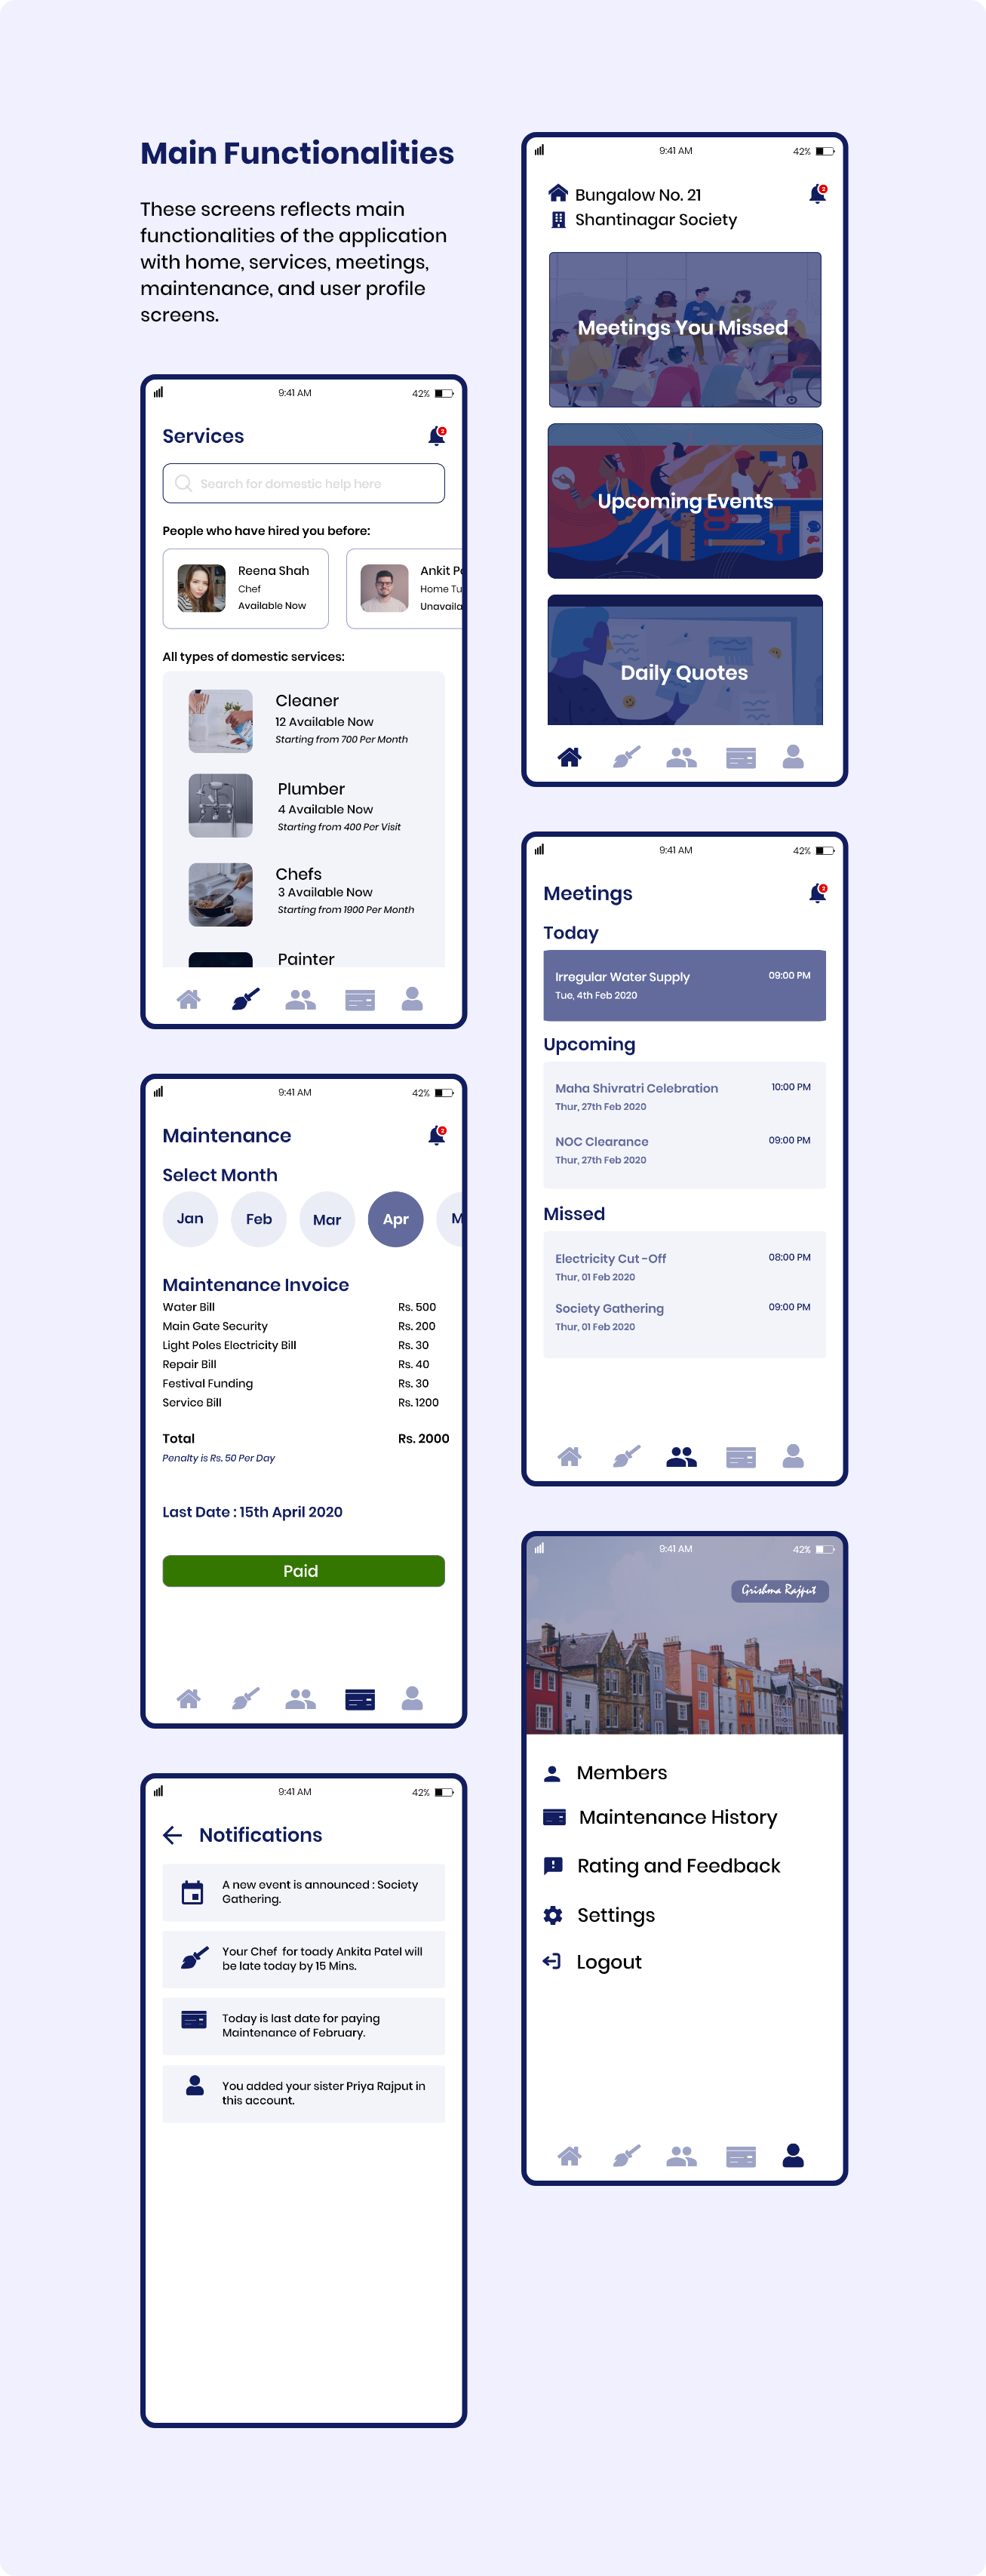 Main Functionalities
These screens reflects main
functionalities of the application
with home, services, meetings,
maintenance, and user profile
screens.
9:41 AM
42%
Services
2
Search for domestic help here
People who have hired you before:
Reena Shah
Chef
Available Now
Ankit P
Home Tu
Unavaila
All types of domestic services:
Cleaner
12 Available Now
Starting from 700 Per Month
Plumber
4 Available Now
Starting from 400 Per Visit
Chefs
3 Available Now
Starting from 1900 Per Month
Painter
9:41 AM
42%
Maintenance
2
Select Month
Jan
Feb
Mar
Apr
M
Maintenance Invoice
Water Bill Rs. 500
Main Gate Security Rs. 200
Light Poles Electricity Bill Rs. 30
Repair Bill Rs. 40
Festival Funding Rs. 30
Service Bill Rs. 1200
Total Rs. 2000
Penalty is Rs. 50 Per Day
Last Date : 15th April 2020
Paid
9:41 AM
42%
Notifications
A new event is announced : Society
Gathering.
Your Chef for toady Ankita Patel will
be late today by 15 Mins.
Today is last date for paying
Maintenance of February.
You added your sister Priya Rajput in
this account.
9:41 AM
42%
Bungalow No. 21
2
Shantinagar Society
Meetings You Missed
Upcoming Events
Daily Quotes
9:41 AM
42%
Meetings
2
Today
Irregular Water Supply 09:00 PM
Tue, 4th Feb 2020
Upcoming
Maha Shivratri Celebration 10:00 PM
Thur, 27th Feb 2020
NOC Clearance 09:00 PM
Thur, 27th Feb 2020
Missed
Electricity Cut -Off 08:00 PM
Thur, 01 Feb 2020
Society Gathering 09:00 PM
Thur, 01 Feb 2020
9:41 AM
42%
Grishma Rajput
Members
Maintenance History
Rating and Feedback
Settings
Logout